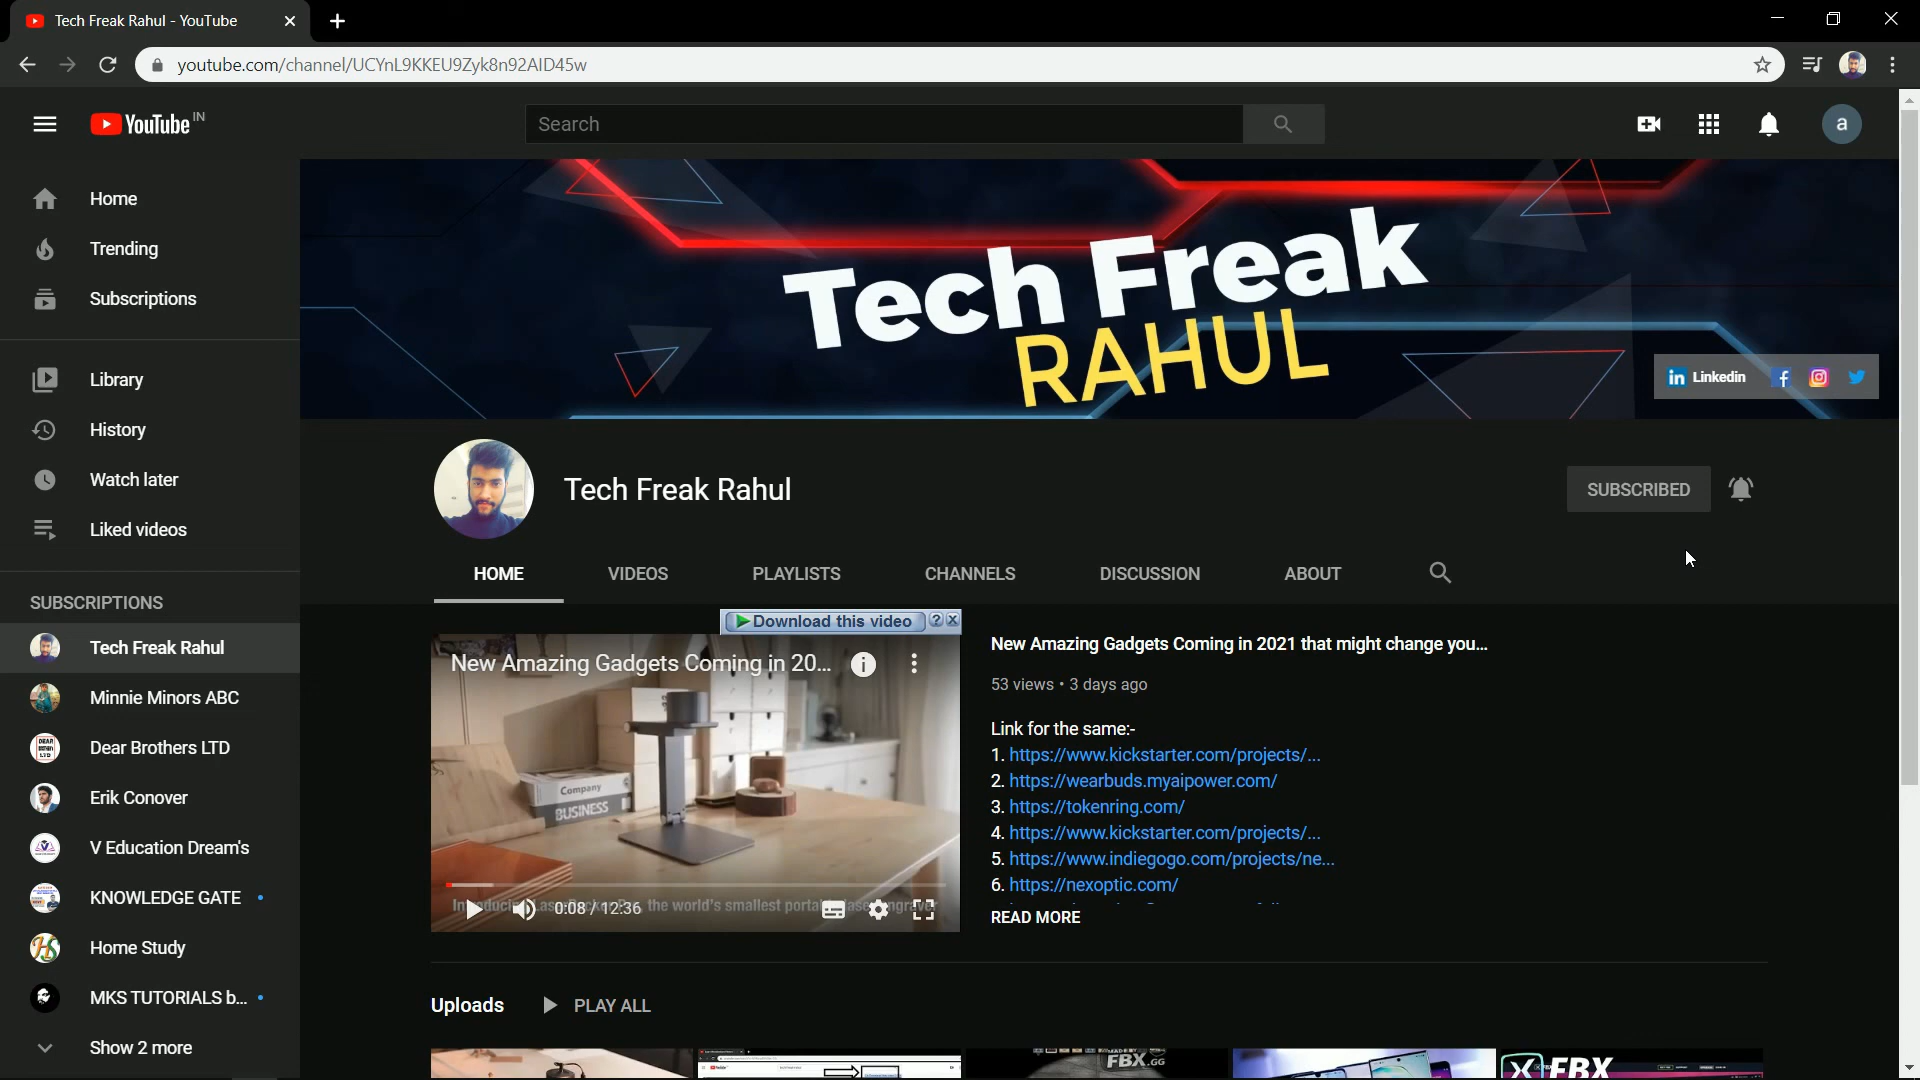 Tech Freak Rahul - YouTube
youtube.com/channel/UCYnL9KKEU9Zyk8n92AID45w
YouTube IN
Search
a
Home
Trending
Subscriptions
Library
History
Watch later
Liked videos
SUBSCRIPTIONS
Tech Freak Rahul
Minnie Minors ABC
Dear Brothers LTD
Erik Conover
V Education Dream's
KNOWLEDGE GATE
Home Study
MKS TUTORIALS b...
Show 2 more
Tech Freak
RAHUL
in Linkedin
Tech Freak Rahul
SUBSCRIBED
HOME VIDEOS PLAYLISTS CHANNELS DISCUSSION ABOUT
Download this video ? X
New Amazing Gadgets Coming in 20...
Company
BUSINESS
the world's smallest
0:08 / 12:36
New Amazing Gadgets Coming in 2021 that might change you...
53 views • 3 days ago
Link for the same:-
1. https://www.kickstarter.com/projects/...
2. https://wearbuds.myaipower.com/
3. https://tokenring.com/
4. https://www.kickstarter.com/projects/...
5. https://www.indiegogo.com/projects/ne...
6. https://nexoptic.com/
READ MORE
Uploads PLAY ALL
FBX.GG
FBX